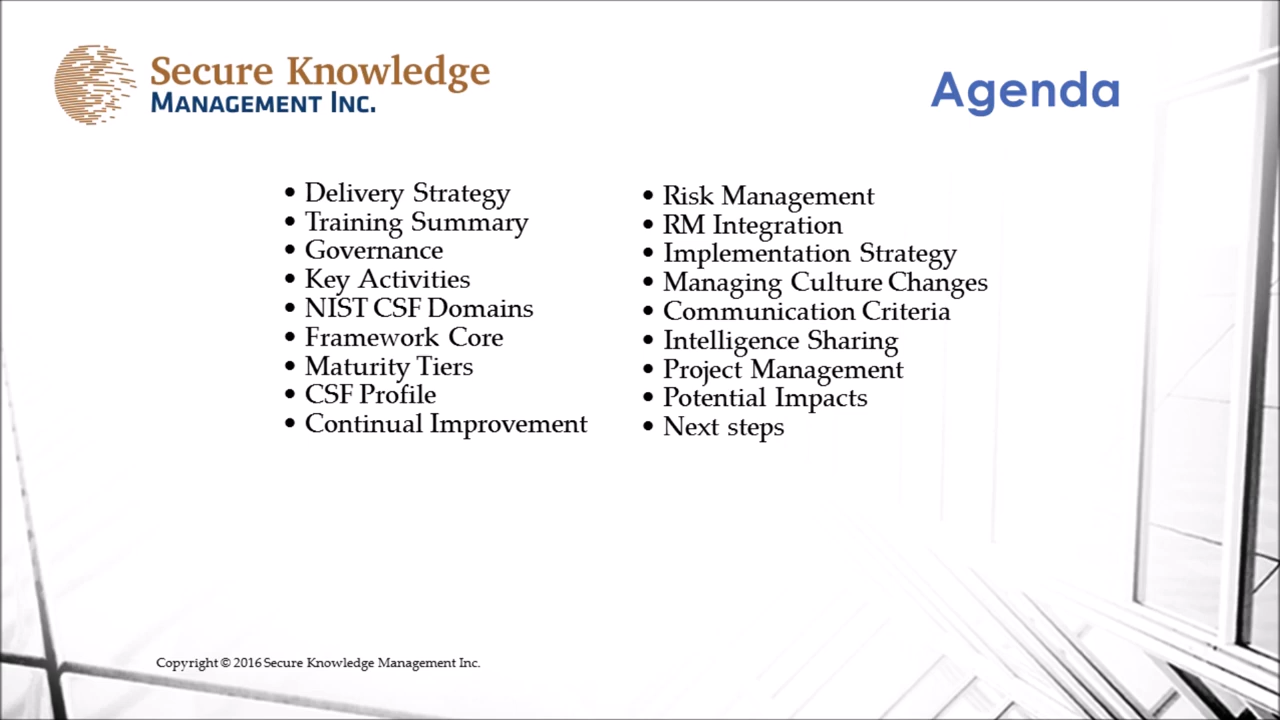 Secure Knowledge
Management Inc.
Agenda
• Delivery Strategy
• Training Summary
• Governance
• Key Activities
• NIST CSF Domains
• Framework Core
• Maturity Tiers
• CSF Profile
• Continual Improvement
• Risk Management
• RM Integration
• Implementation Strategy
• Managing Culture Changes
• Communication Criteria
• Intelligence Sharing
• Project Management
• Potential Impacts
• Next steps
Copyright © 2016 Secure Knowledge Management Inc.